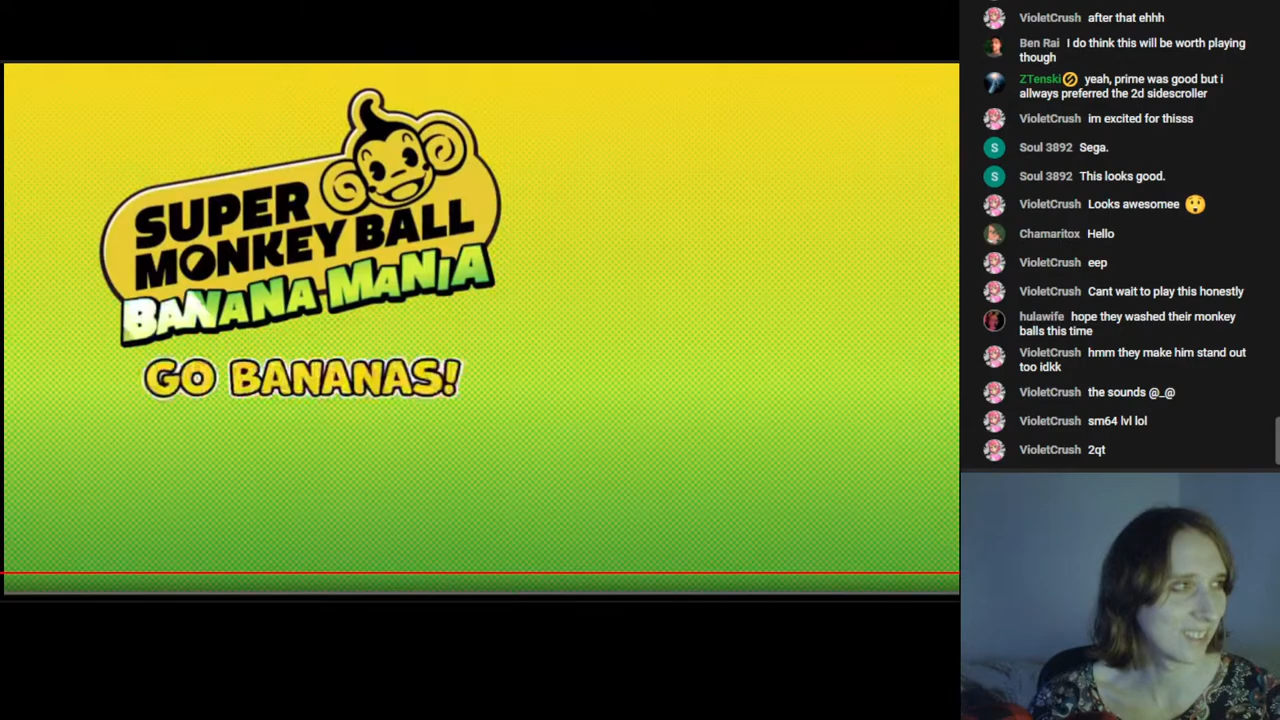 SUPER
MONKEY BALL
BANANA MANIA
GO BANANAS!
VioletCrush after that ehhh
Ben Rai I do think this will be worth playing
though
ZTenski yeah, prime was good but i
allways preferred the 2d sidescroller
VioletCrush im excited for thisss
S Soul 3892 Sega.
S Soul 3892 This looks good.
VioletCrush Looks awesomee 😲
Chamaritox Hello
VioletCrush eep
VioletCrush Cant wait to play this honestly
hulawife hope they washed their monkey
balls this time
VioletCrush hmm they make him stand out
too idkk
VioletCrush the sounds @_@
VioletCrush sm64 lvl lol
VioletCrush 2qt